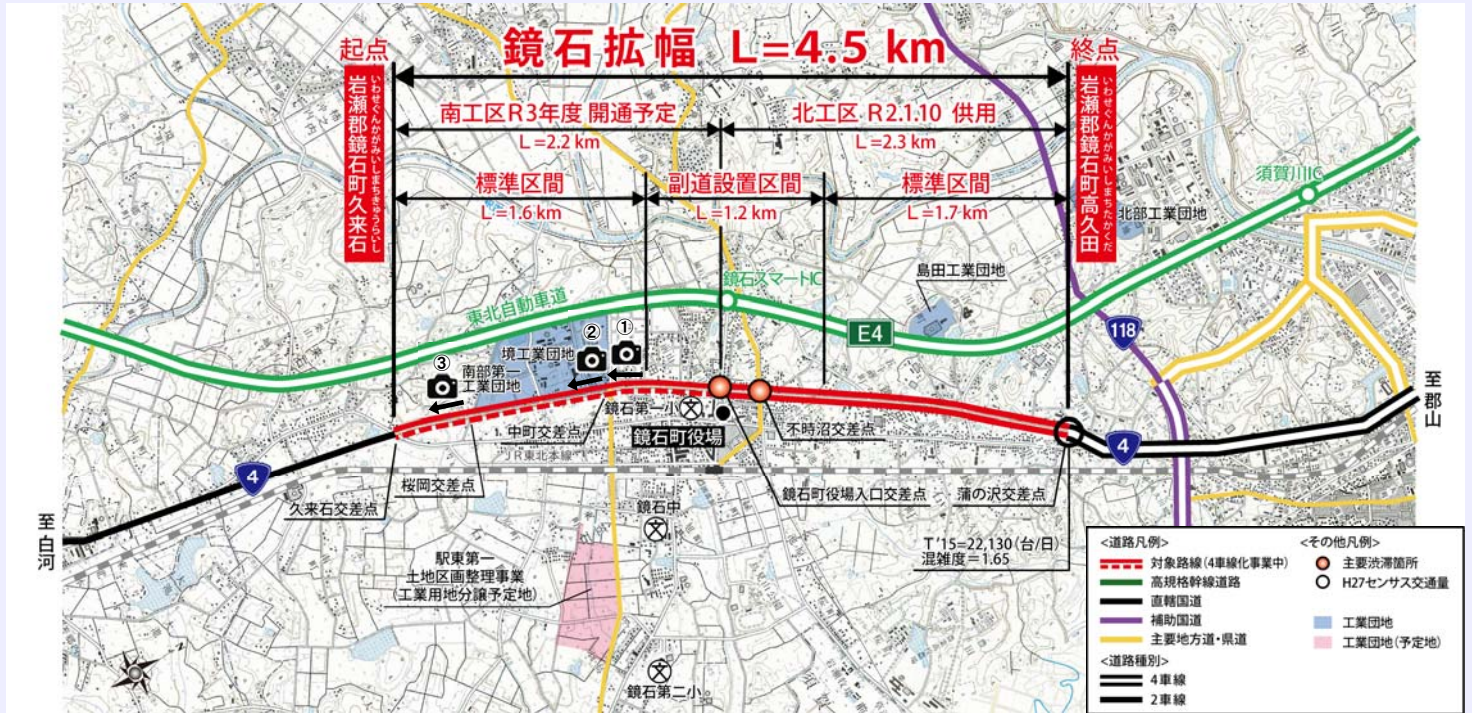 鏡石拡幅 L=4.5 km
起点
いわせぐんかがみいしまちきゅうらいし
岩瀬郡鏡石町久来石
終点
いわせぐんかがみいしまちたかくだ
岩瀬郡鏡石町高久田
南工区R3年度 開通予定
L=2.2 km
北工区 R2.1.10 供用
L=2.3 km
標準区間
L=1.6 km
副道設置区間
L=1.2 km
標準区間
L=1.7 km
須賀川IC
北部工業団地
島田工業団地
鏡石スマートIC
東北自動車道
E4
118
①
②
③
境工業団地
南部第一
工業団地
鏡石第一小
中町交差点
鏡石町役場
不時沼交差点
JR東北本線
4
4
至郡山
桜岡交差点
久来石交差点
鏡石町役場入口交差点
蒲の沢交差点
至白河
鏡石中
T'15=22,130(台/日)
混雑度=1.65
駅東第一
土地区画整理事業
(工業用地分譲予定地)
鏡石第二小
<道路凡例>
対象路線(4車線化事業中)
高規格幹線道路
直轄国道
補助国道
主要地方道・県道
<道路種別>
4車線
2車線
<その他凡例>
主要渋滞箇所
H27センサス交通量
工業団地
工業団地(予定地)